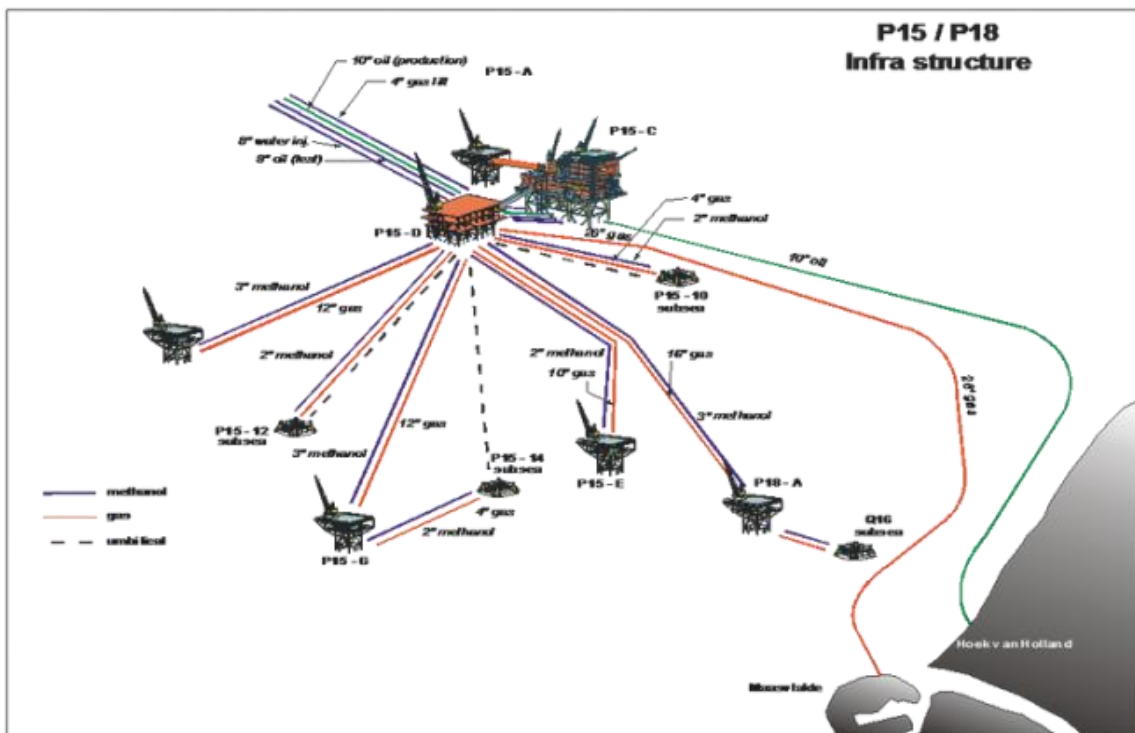 P15 / P18
Infra structure
10" oil (production)
4" gas lift
P15 - A
8" water inj.
8" oil (test)
P15 - C
4" gas
2" methanol
P15 - D
26" gas
10" oil
P15 - 10
subsea
3" methanol
12" gas
2" methanol
2" methanol
10" gas
16" gas
26" gas
3" methanol
P15 - 12
subsea
12" gas
3" methanol
P15 - 14
subsea
P15 - E
P18 - A
methanol
gas
umbilical
4" gas
2" methanol
Q16
subsea
P15 - G
Hoek van Holland
Maasvlakte